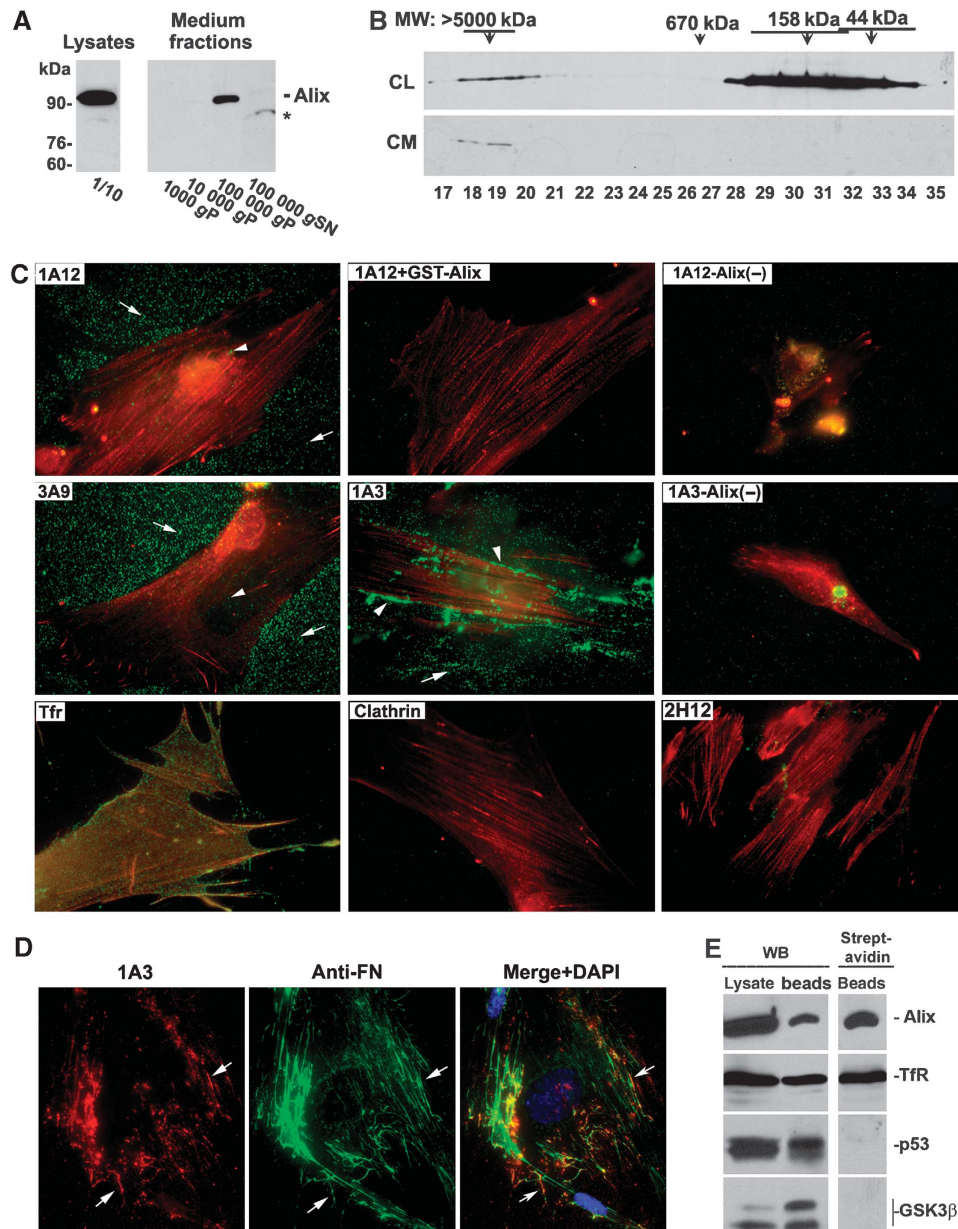 A
Lysates
Medium
fractions
kDa
90-
76-
60-
- Alix
*
1/10
1000 gP
10 000 gP
100 000 gP
100 000 gSN
B
MW: >5000 kDa
670 kDa
158 kDa
44 kDa
CL
CM
17 18 19 20 21 22 23 24 25 26 27 28 29 30 31 32 33 34 35
C
1A12
1A12+GST-Alix
1A12-Alix(–)
3A9
1A3
1A3-Alix(–)
Tfr
Clathrin
2H12
D
1A3
Anti-FN
Merge+DAPI
E
WB
Strept-
avidin
Lysate beads Beads
- Alix
-TfR
-p53
-GSK3β